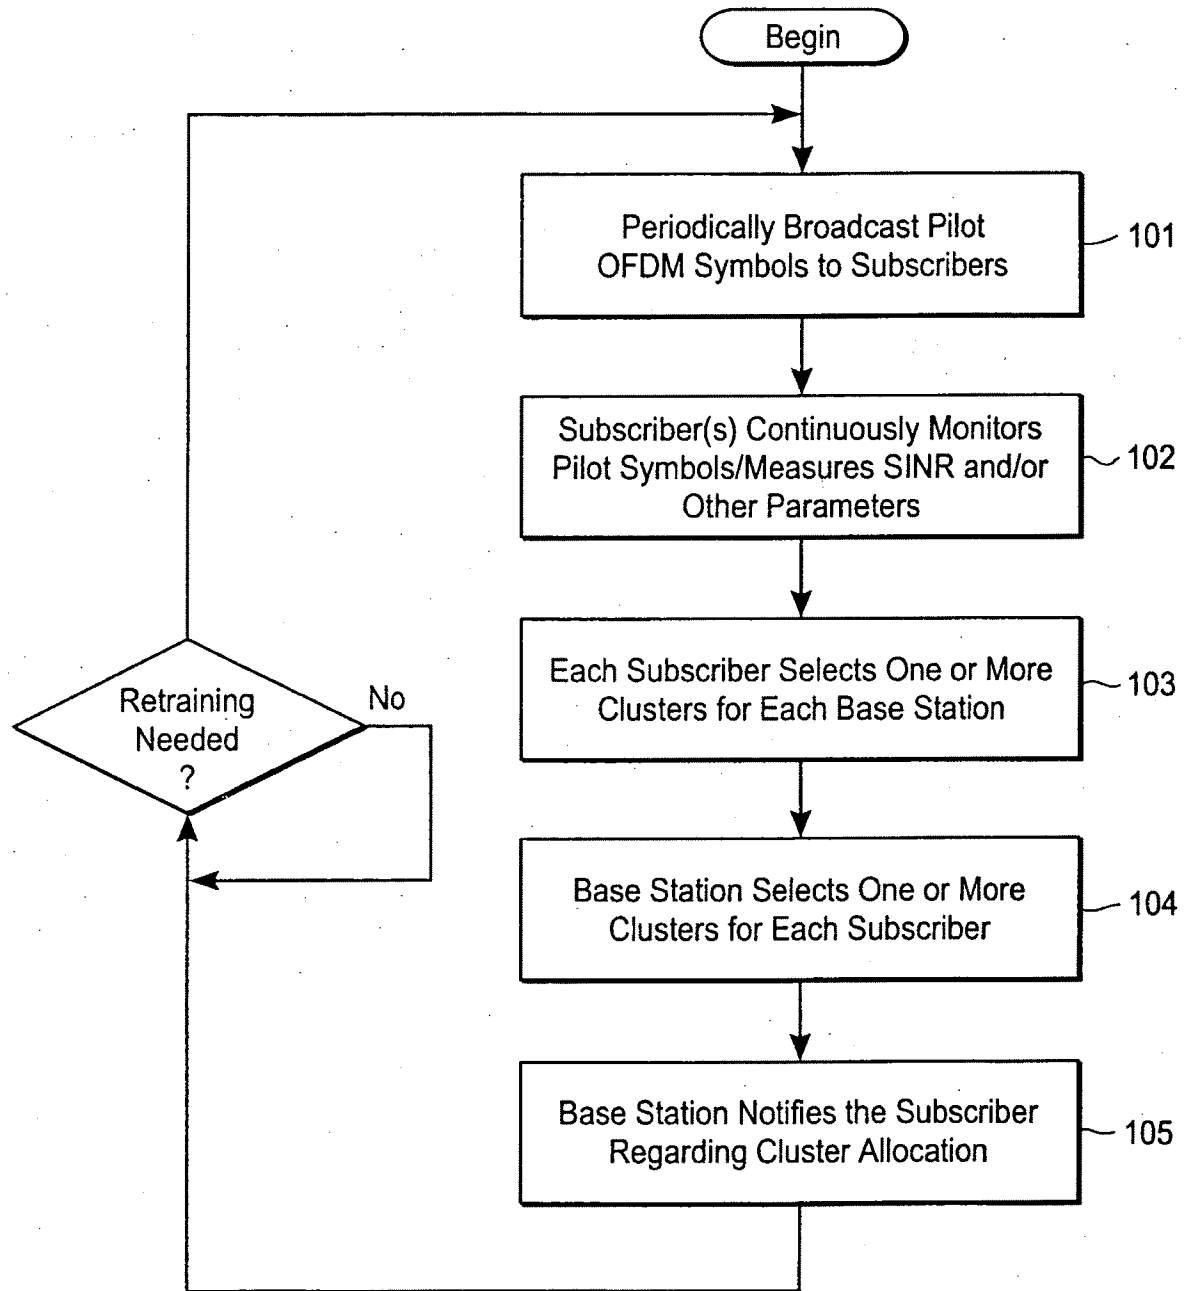 Begin
Periodically Broadcast Pilot
OFDM Symbols to Subscribers
101
Subscriber(s) Continuously Monitors
Pilot Symbols/Measures SINR and/or
Other Parameters
102
Each Subscriber Selects One or More
Clusters for Each Base Station
103
Base Station Selects One or More
Clusters for Each Subscriber
104
Base Station Notifies the Subscriber
Regarding Cluster Allocation
105
Retraining
Needed
?
No